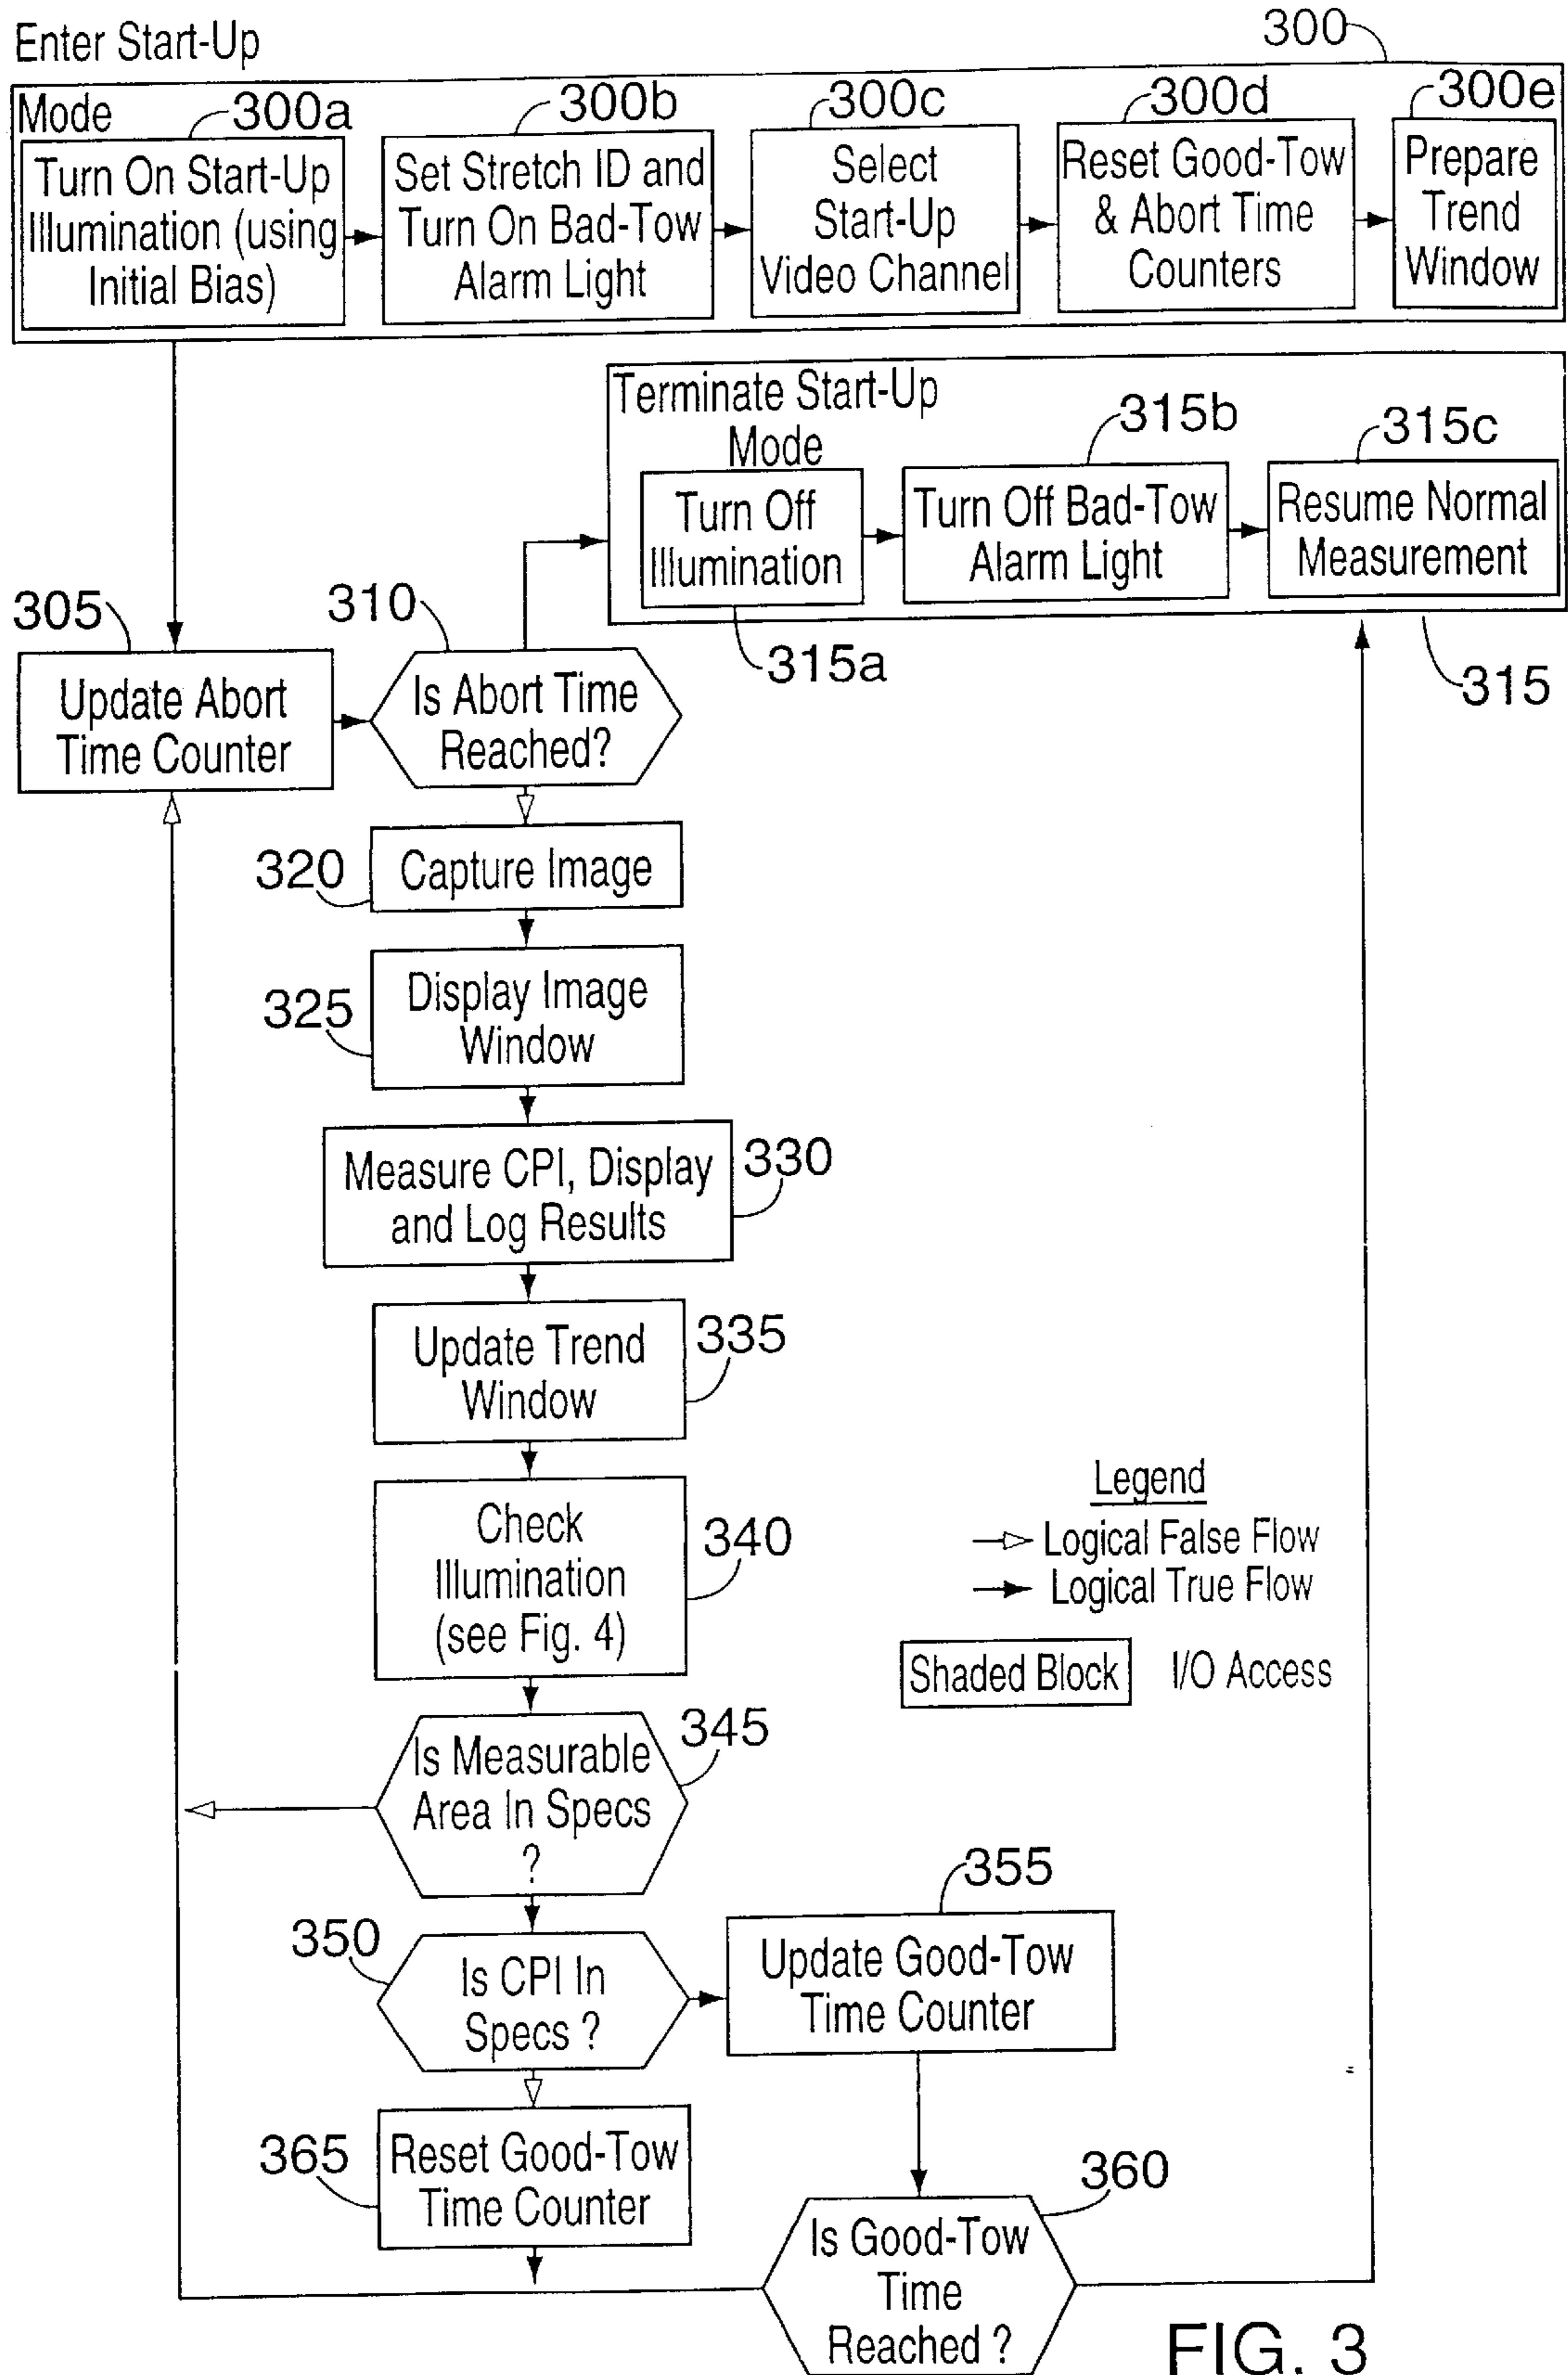 Enter Start-Up
300
Mode
300a
300b
300c
300d
300e
Turn On Start-Up
Illumination (using
Initial Bias)
Set Stretch ID and
Turn On Bad-Tow
Alarm Light
Select
Start-Up
Video Channel
Reset Good-Tow
& Abort Time
Counters
Prepare
Trend
Window
Terminate Start-Up
Mode
315b
315c
Turn Off
Illumination
Turn Off Bad-Tow
Alarm Light
Resume Normal
Measurement
315a
315
305
Update Abort
Time Counter
310
Is Abort Time
Reached?
320
Capture Image
325
Display Image
Window
Measure CPI, Display
and Log Results
330
Update Trend
Window
335
Check
Illumination
(see Fig. 4)
340
Legend
Logical False Flow
Logical True Flow
Shaded Block
I/O Access
Is Measurable
Area In Specs
?
345
350
Is CPI In
Specs ?
355
Update Good-Tow
Time Counter
365
Reset Good-Tow
Time Counter
360
Is Good-Tow
Time
Reached ?
FIG. 3